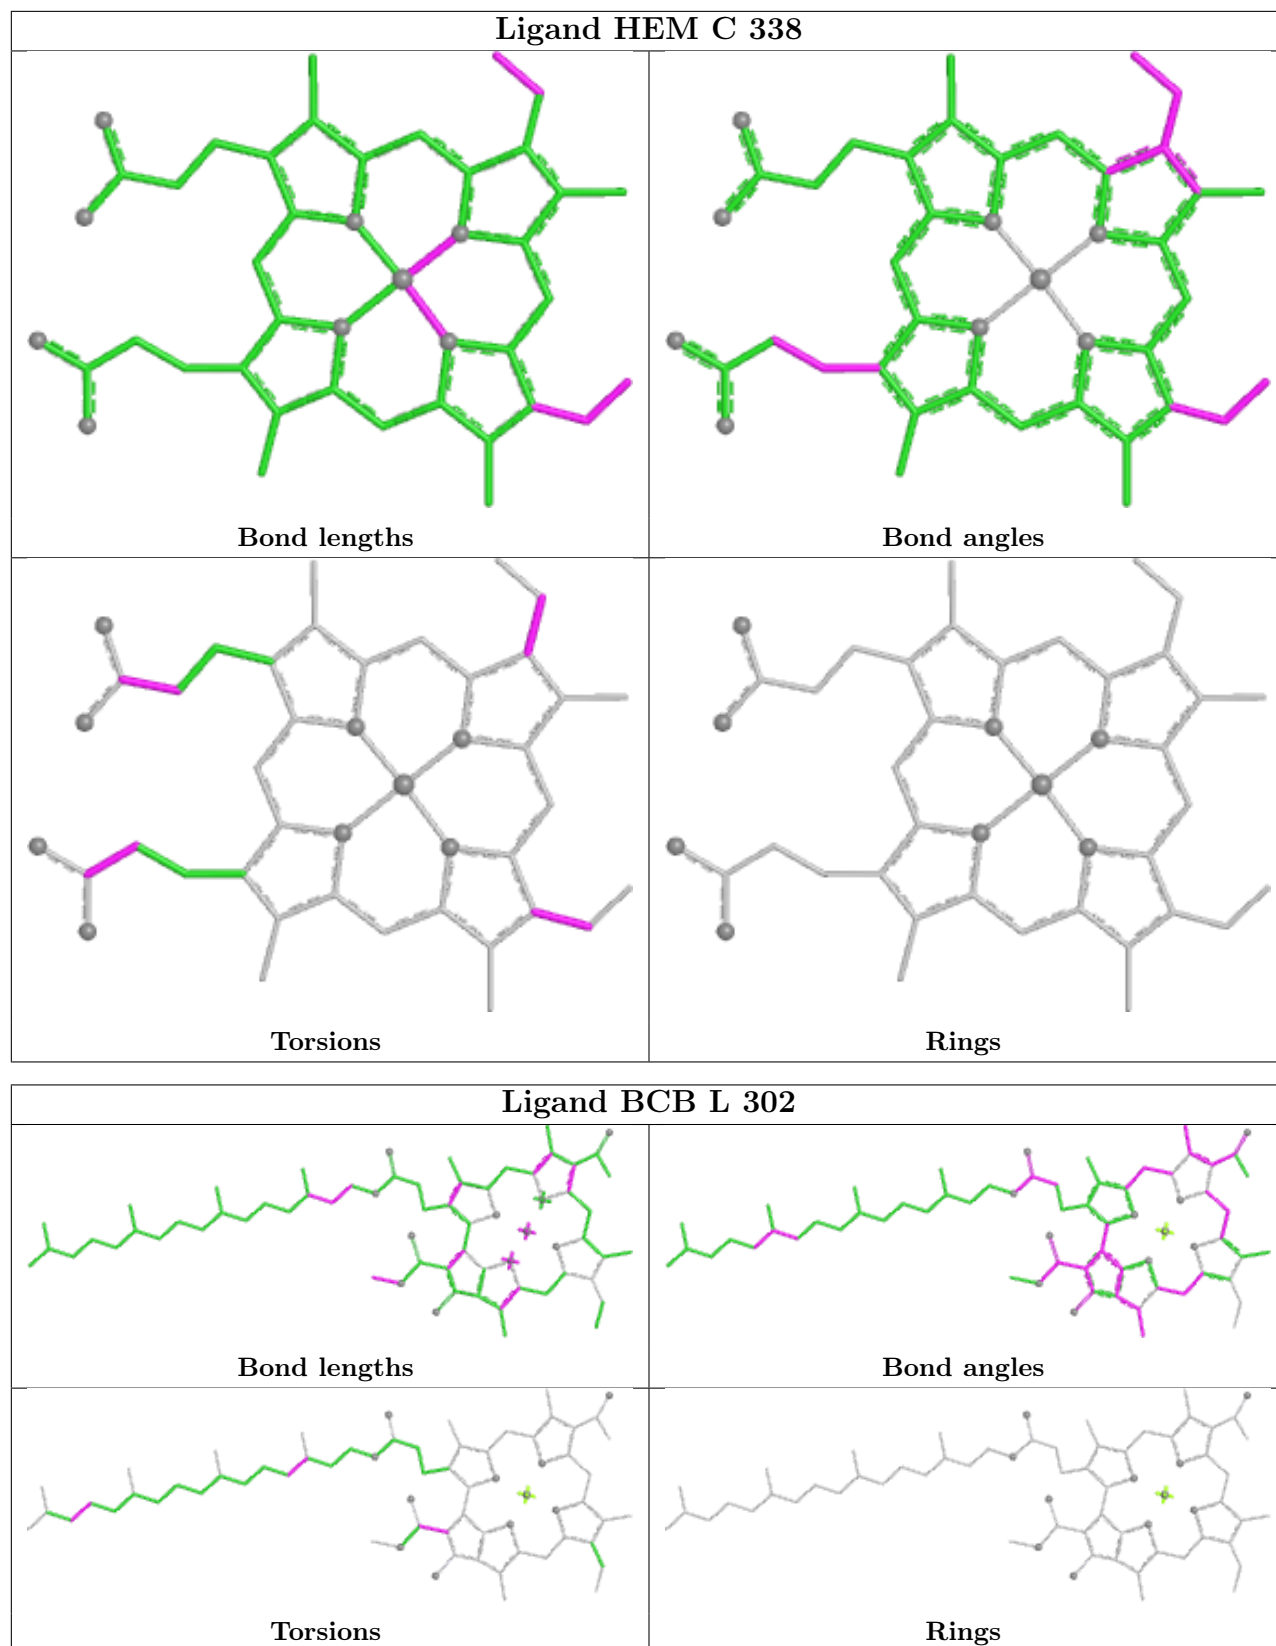 Ligand HEM C 338
Bond lengths
Bond angles
Torsions
Rings
Ligand BCB L 302
Bond lengths
Bond angles
Torsions
Rings